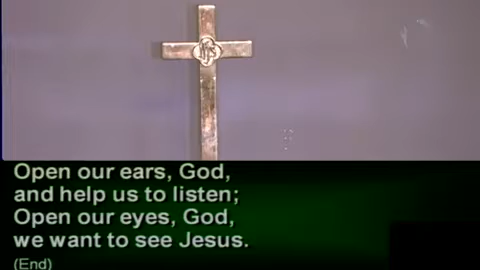 IHS
Open our ears, God,
and help us to listen;
Open our eyes, God,
we want to see Jesus.
(End)